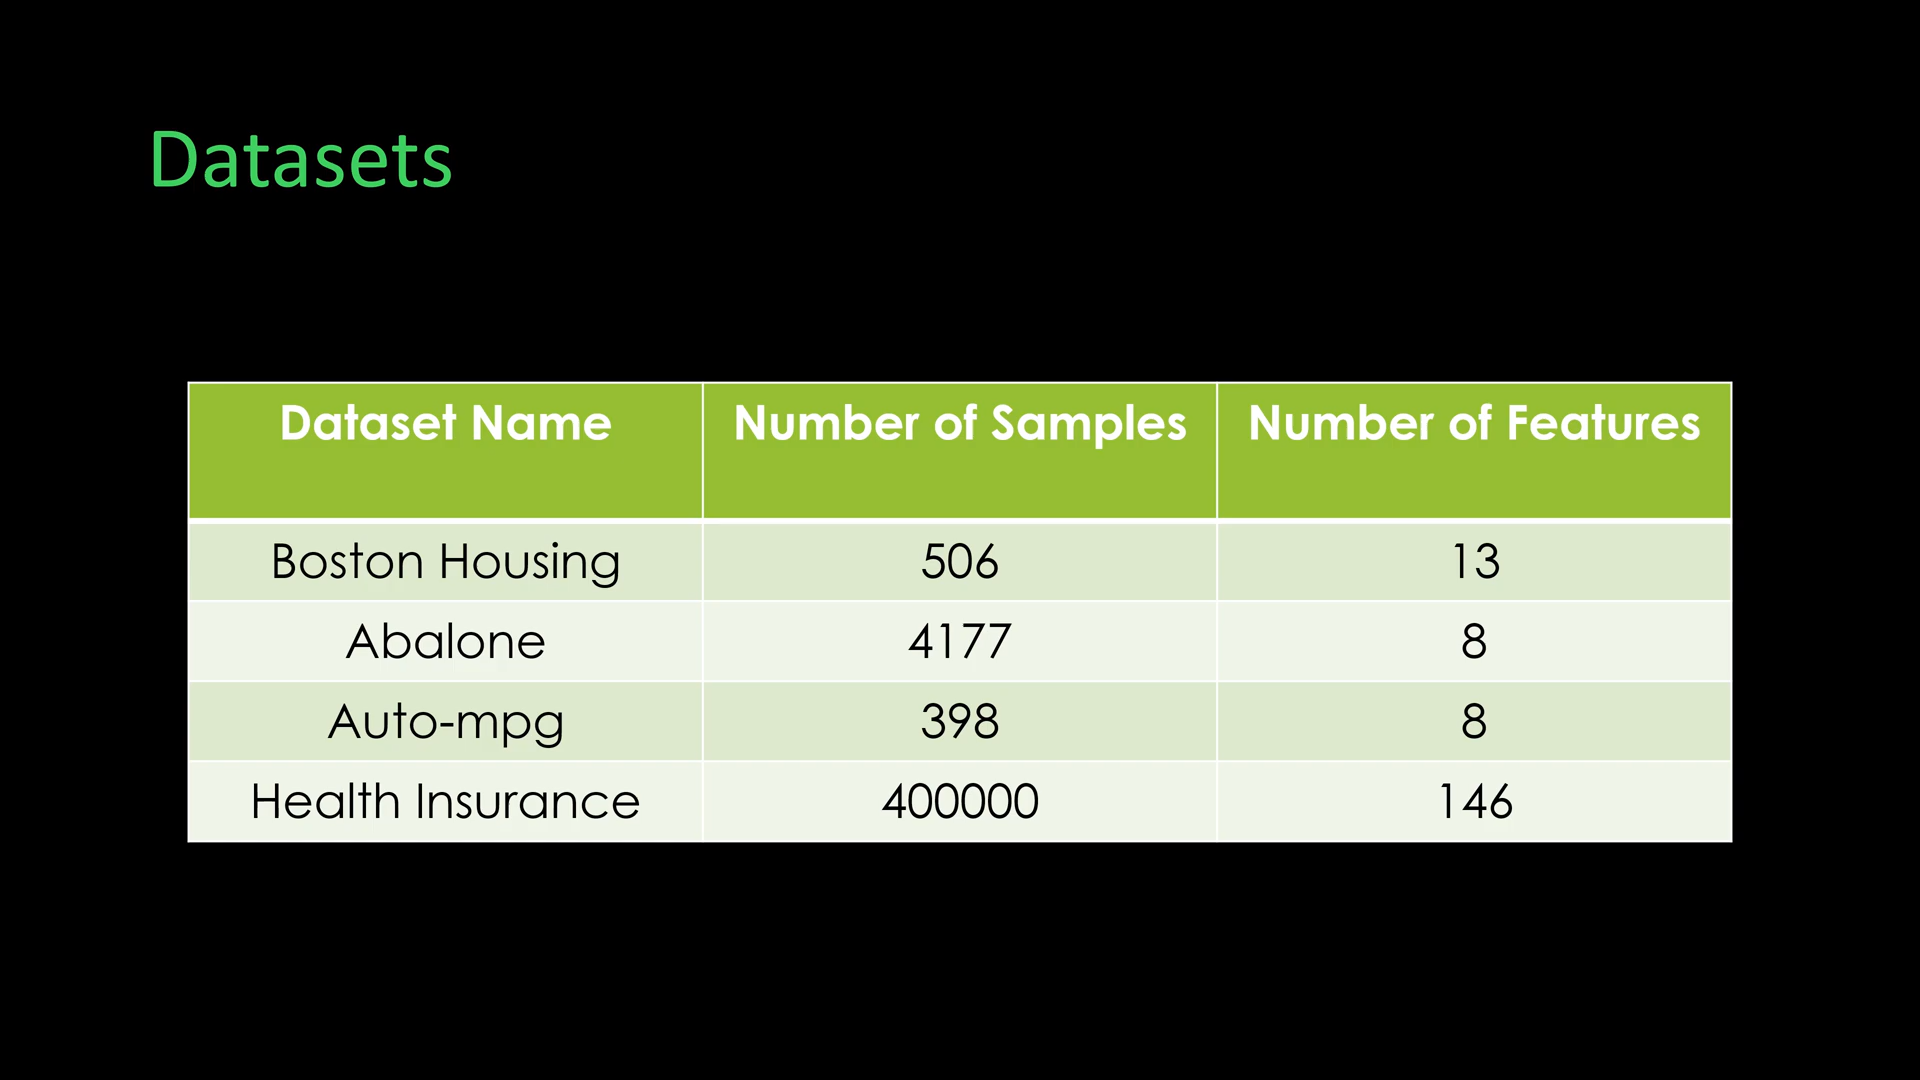 Datasets
Dataset Name Number of Samples Number of Features
Boston Housing 506 13
Abalone 4177 8
Auto-mpg 398 8
Health Insurance 400000 146